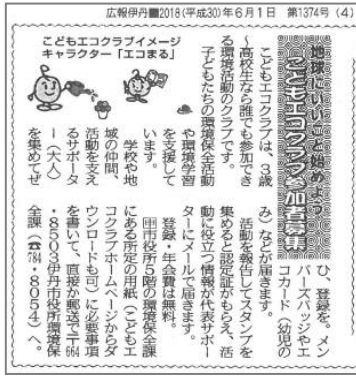 広報伊丹■2018(平成30)年6月1日 第1374号 (4)
地球にいいこと始めよう
こどもエコクラブ参加者募集
こどもエコクラブイメージ
キャラクター「エコまる」
こどもエコクラブは、3歳
～高校生なら誰でも参加でき
る環境活動のクラブです。
子どもたちの環境保全活動
や環境学習
を支援して
います。
学校や地
域の仲間、
活動を支え
るサポータ
ー(大人)
を集めてぜ
ひ、登録を。メン
バーズバッジやエ
コカード(幼児の
み)などが届きます。
活動を報告してスタンプを
集めると認定証がもらえ、活
動に役立つ情報が代表サポー
ターにメールで届きます。
登録・年会費は無料。
申市役所5階の環境保全課
にある所定の用紙(こどもエ
コクラブホームページからダ
ウンロードも可)に必要事項
を書いて、直接か郵送で〒664
・8503伊丹市役所環境保
全課(☎784・8054)へ。